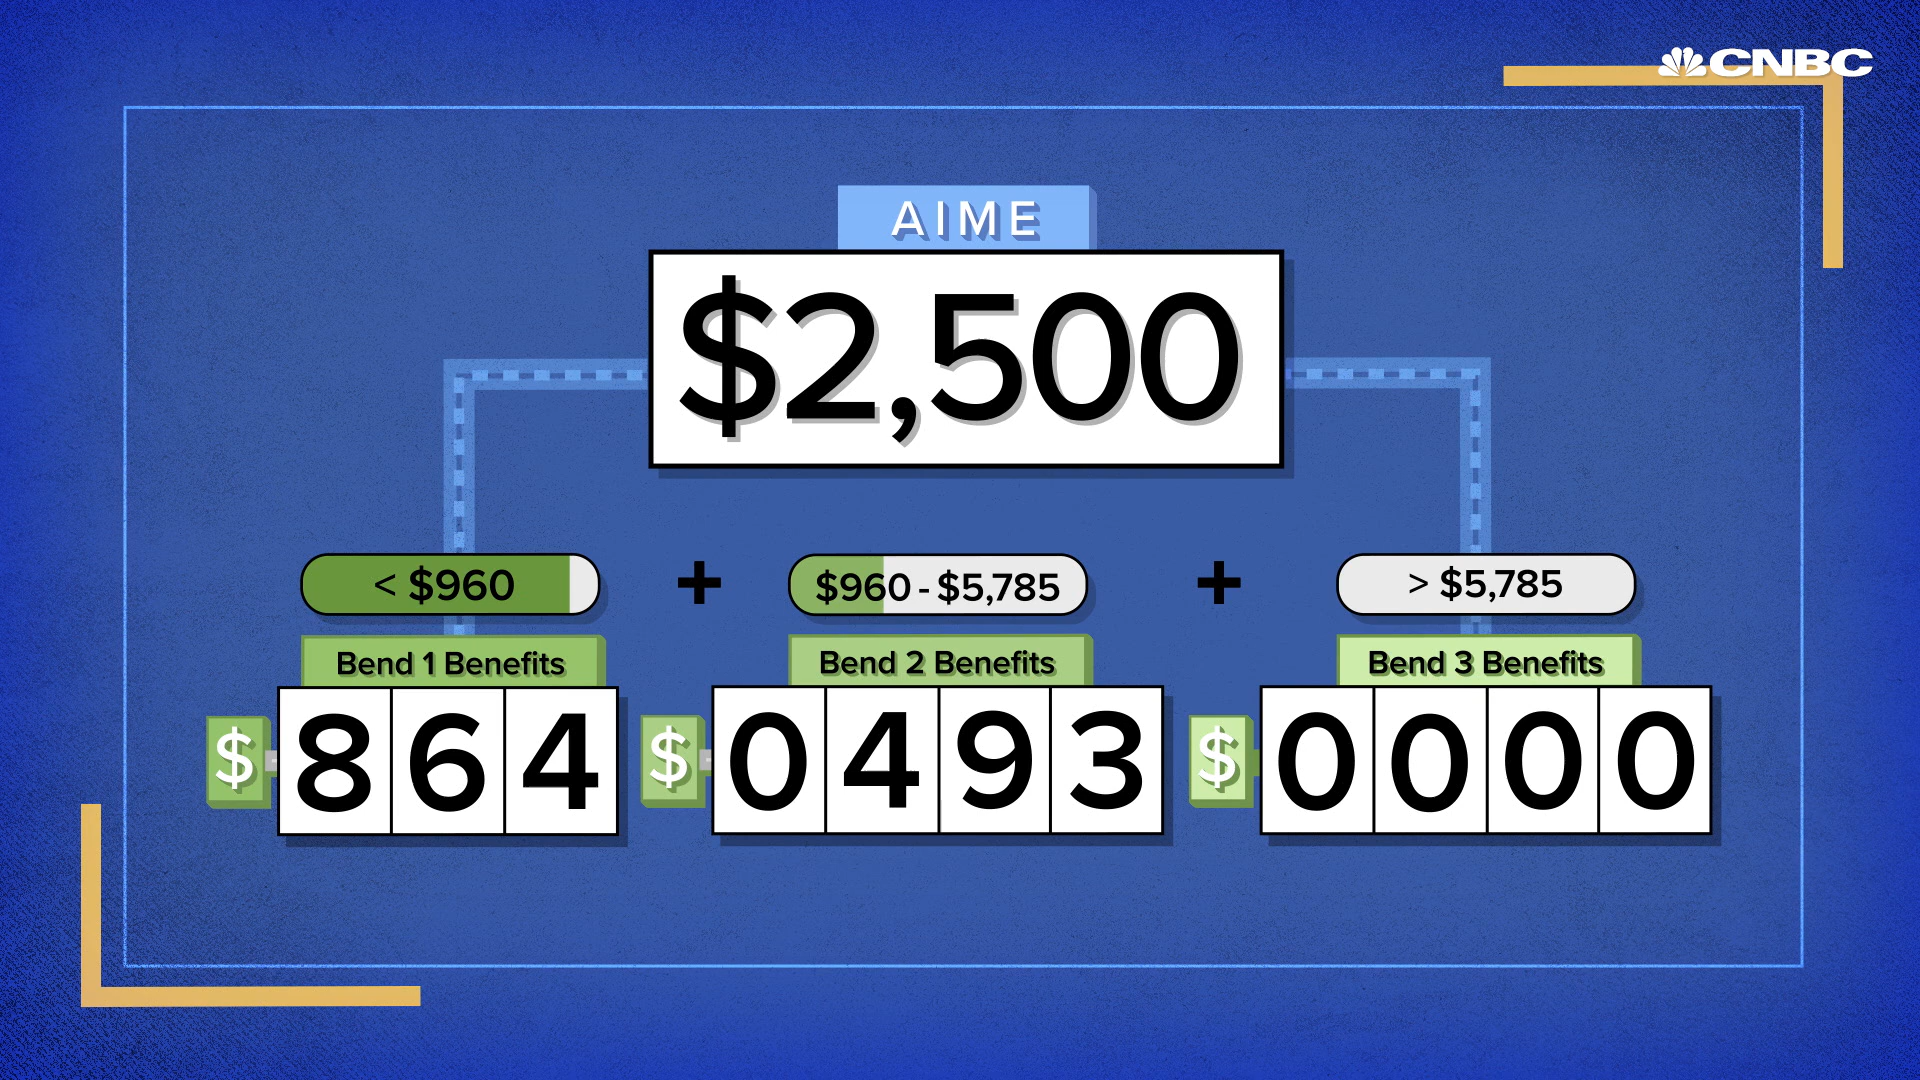 CNBC
AIME
$2,500
< $960 + $960 - $5,785 + > $5,785
Bend 1 Benefits Bend 2 Benefits Bend 3 Benefits
$ 864 $ 0493 $ 0000